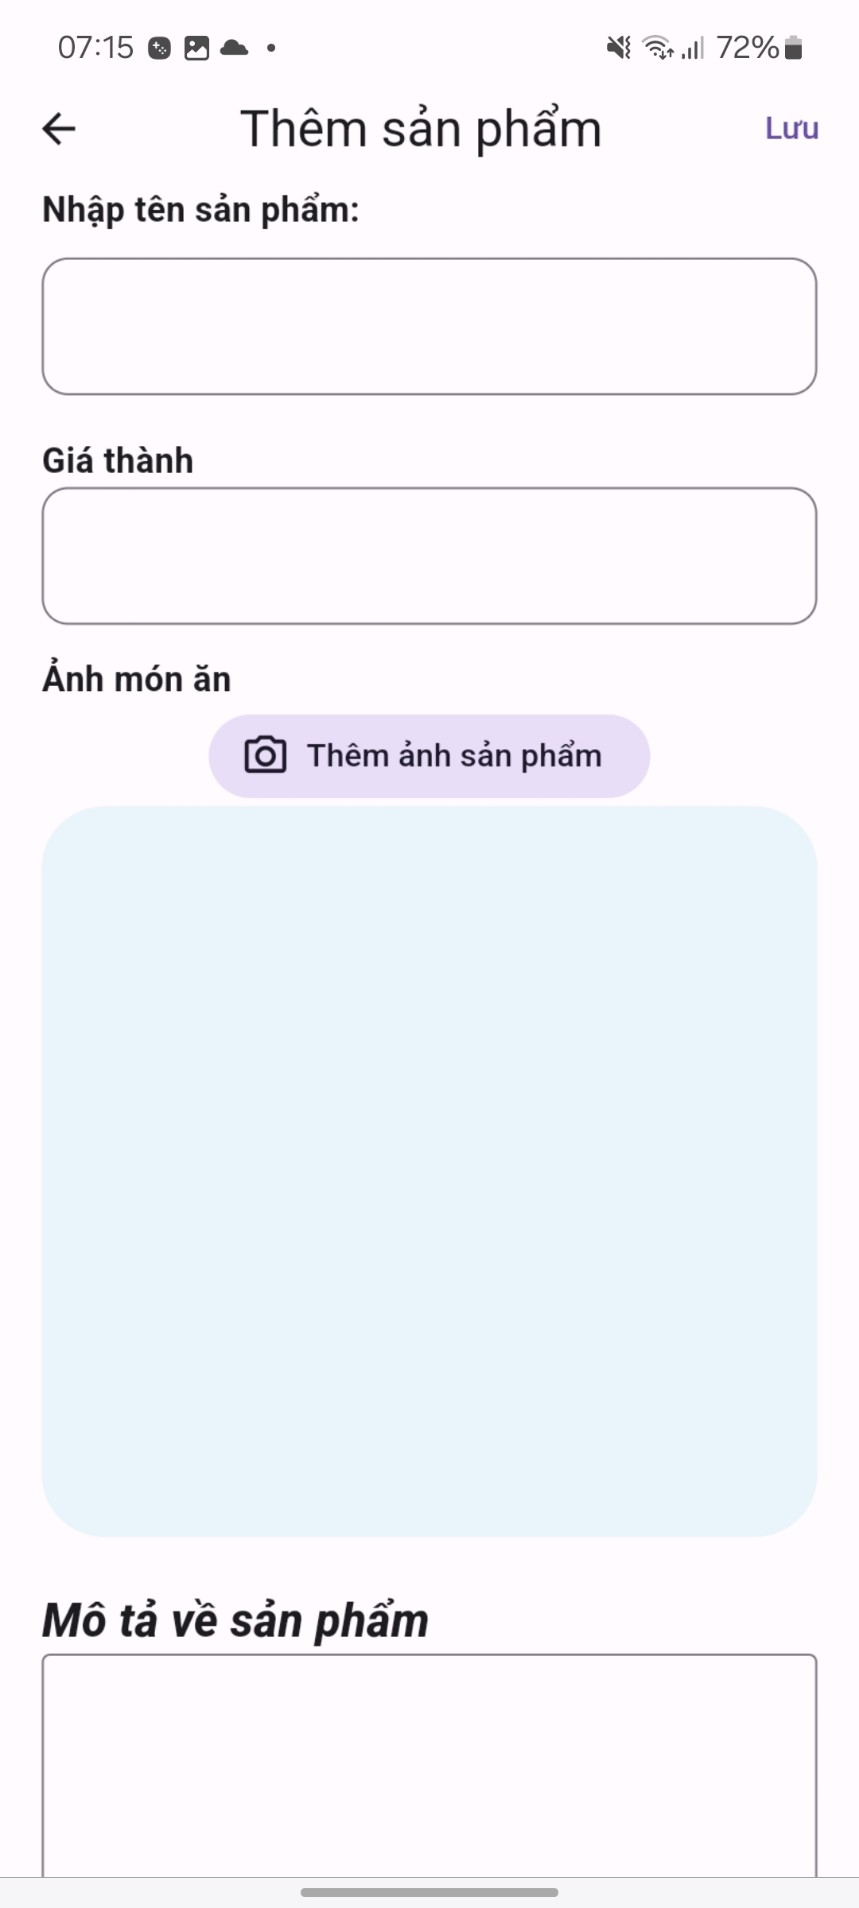 07:15 72%
Thêm sản phẩm Lưu
Nhập tên sản phẩm:
Giá thành
Ảnh món ăn
Thêm ảnh sản phẩm
Mô tả về sản phẩm